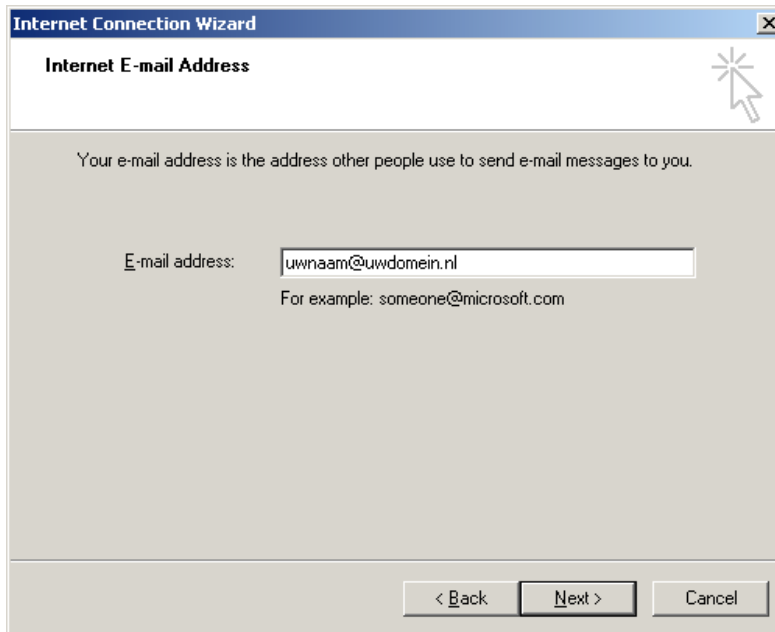 Internet Connection Wizard
Internet E-mail Address
Your e-mail address is the address other people use to send e-mail messages to you.
E-mail address: uwnaam@uwdomein.nl
For example: someone@microsoft.com
< Back Next > Cancel